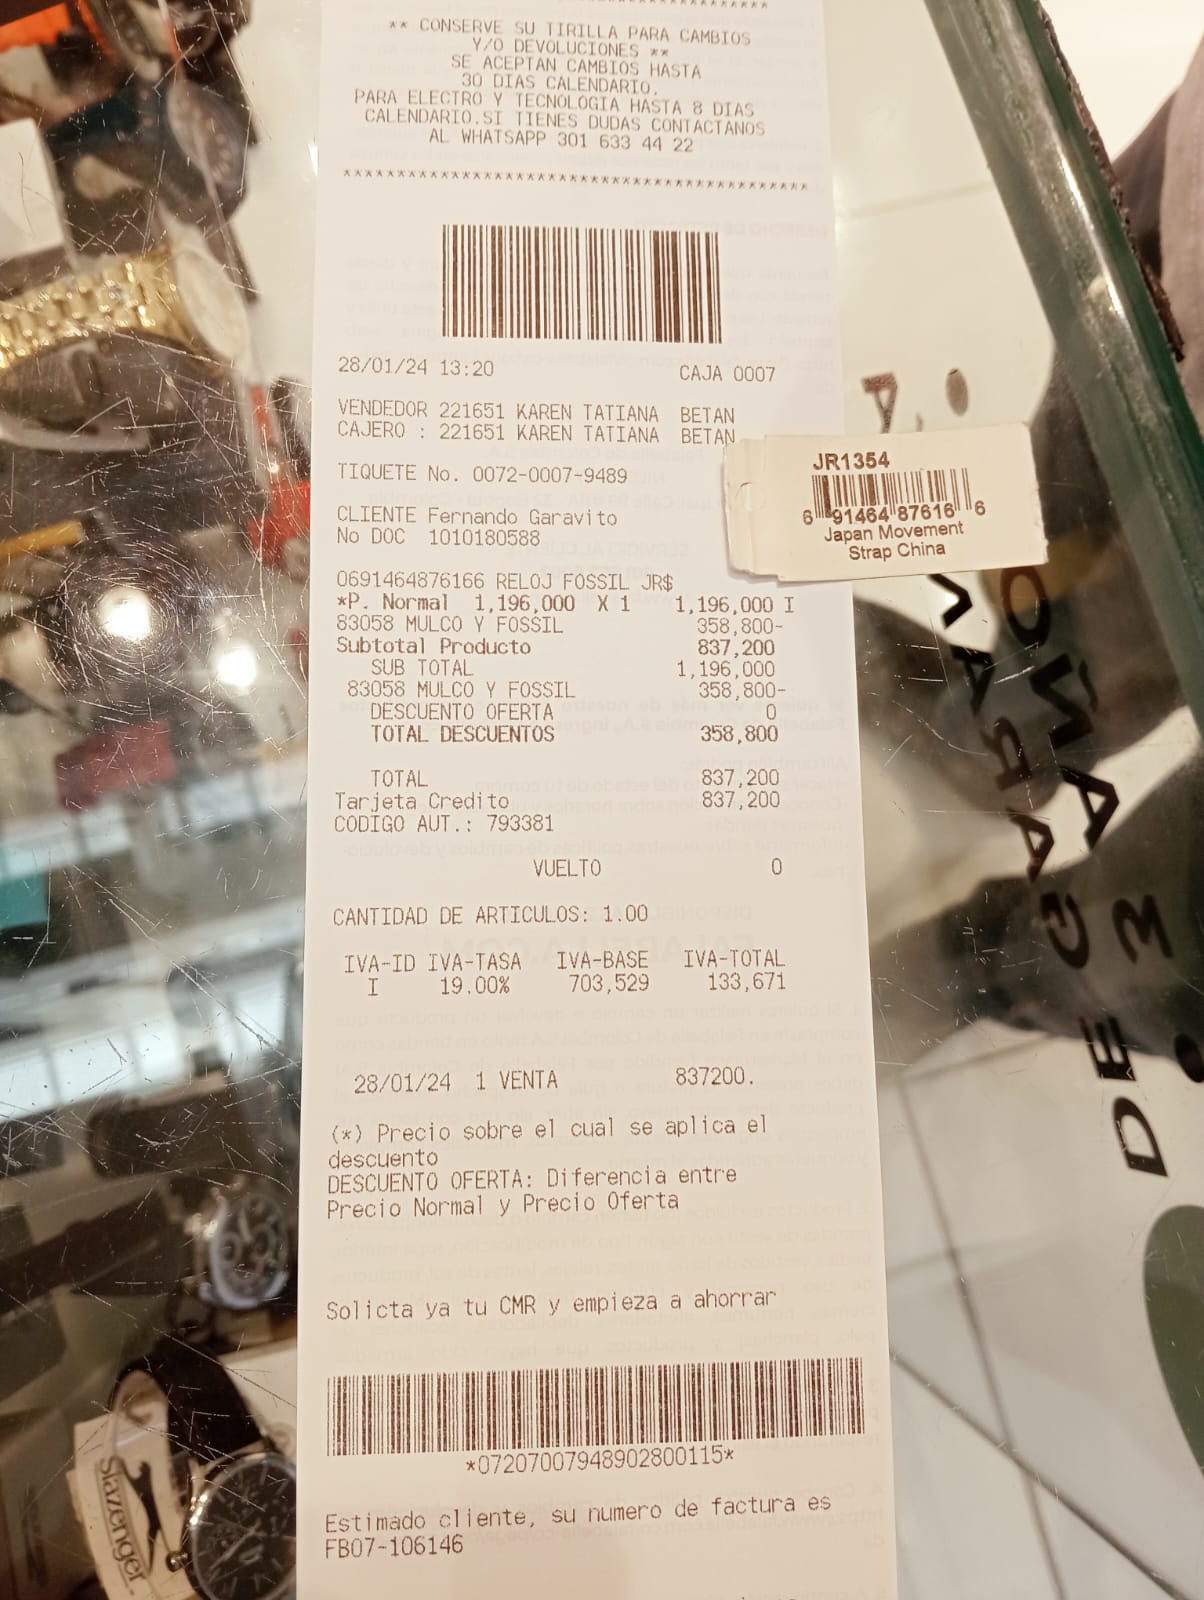 ** CONSERVE SU TIRILLA PARA CAMBIOS
Y/O DEVOLUCIONES **
SE ACEPTAN CAMBIOS HASTA
30 DIAS CALENDARIO.
PARA ELECTRO Y TECNOLOGIA HASTA 8 DIAS
CALENDARIO.SI TIENES DUDAS CONTACTANOS
AL WHATSAPP 301 633 44 22
*******************************************
28/01/24 13:20 CAJA 0007
VENDEDOR 221651 KAREN TATIANA BETAN
CAJERO : 221651 KAREN TATIANA BETAN
TIQUETE No. 0072-0007-9489
CLIENTE Fernando Garavito
No DOC 1010180588
0691464876166 RELOJ FOSSIL JR$
*P. Normal 1,196,000 X 1 1,196,000 I
83058 MULCO Y FOSSIL 358,800-
Subtotal Producto 837,200
SUB TOTAL 1,196,000
83058 MULCO Y FOSSIL 358,800-
DESCUENTO OFERTA 0
TOTAL DESCUENTOS 358,800
TOTAL 837,200
Tarjeta Credito 837,200
CODIGO AUT.: 793381
VUELTO 0
CANTIDAD DE ARTICULOS: 1.00
IVA-ID IVA-TASA IVA-BASE IVA-TOTAL
I 19.00% 703,529 133,671
28/01/24 1 VENTA 837200.
(*) Precio sobre el cual se aplica el
descuento
DESCUENTO OFERTA: Diferencia entre
Precio Normal y Precio Oferta
Solicta ya tu CMR y empieza a ahorrar
*07207007948902800115*
Estimado cliente, su numero de factura es
FB07-106146
JR1354
6 91464 87616 6
Japan Movement
Strap China
Slazenger